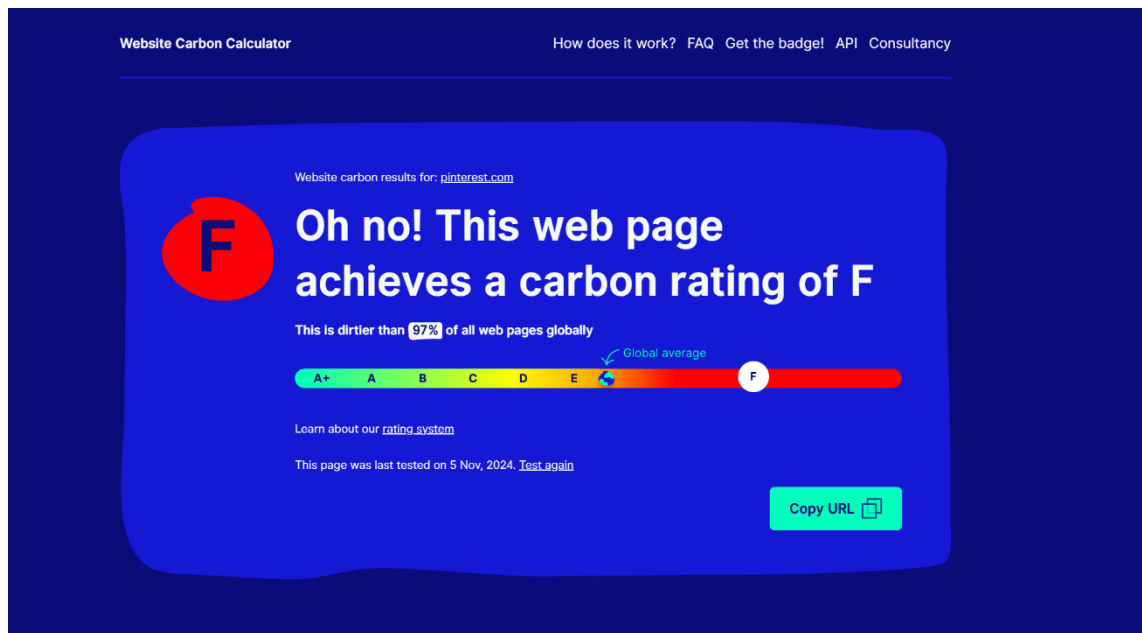 Website Carbon Calculator
How does it work? FAQ Get the badge! API Consultancy
Website carbon results for: pinterest.com
F
Oh no! This web page
achieves a carbon rating of F
This is dirtier than 97% of all web pages globally
Global average
A+ A B C D E F
Learn about our rating system
This page was last tested on 5 Nov, 2024. Test again
Copy URL